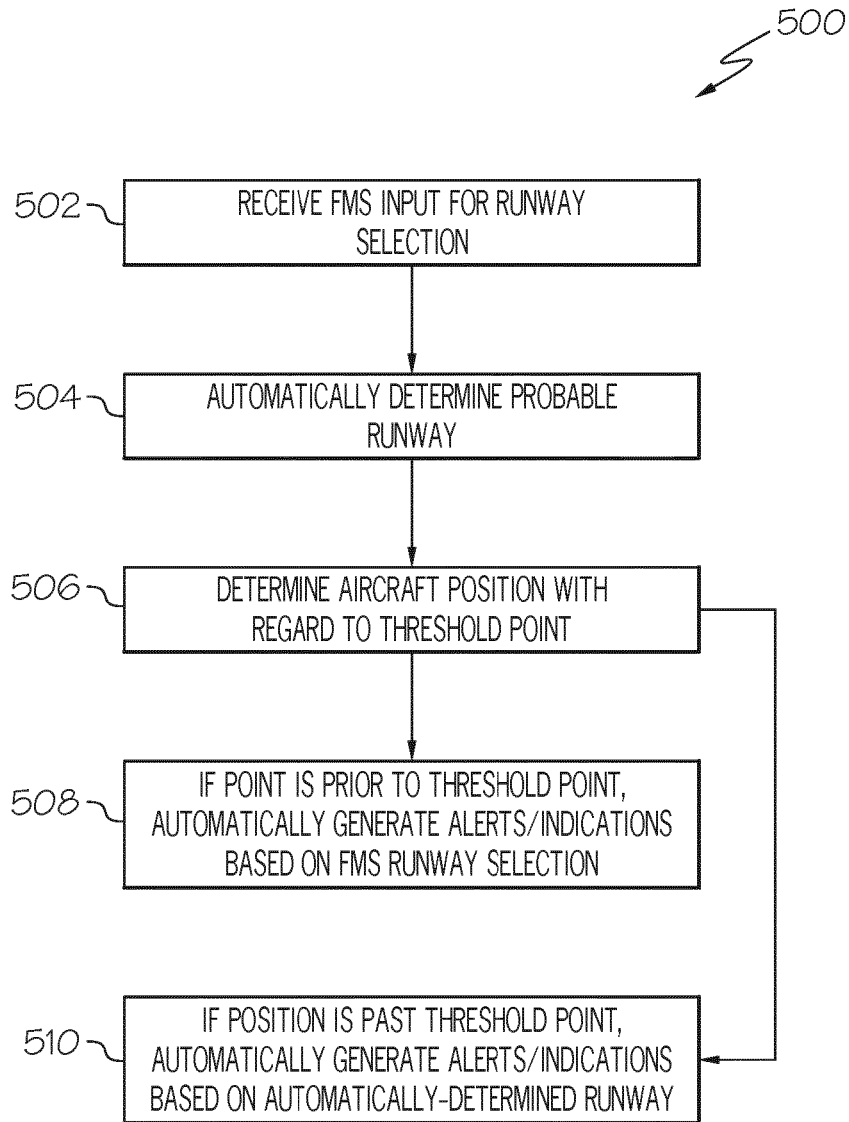 500
502
RECEIVE FMS INPUT FOR RUNWAY
SELECTION
504
AUTOMATICALLY DETERMINE PROBABLE
RUNWAY
506
DETERMINE AIRCRAFT POSITION WITH
REGARD TO THRESHOLD POINT
508
IF POINT IS PRIOR TO THRESHOLD POINT,
AUTOMATICALLY GENERATE ALERTS/INDICATIONS
BASED ON FMS RUNWAY SELECTION
510
IF POSITION IS PAST THRESHOLD POINT,
AUTOMATICALLY GENERATE ALERTS/INDICATIONS
BASED ON AUTOMATICALLY-DETERMINED RUNWAY